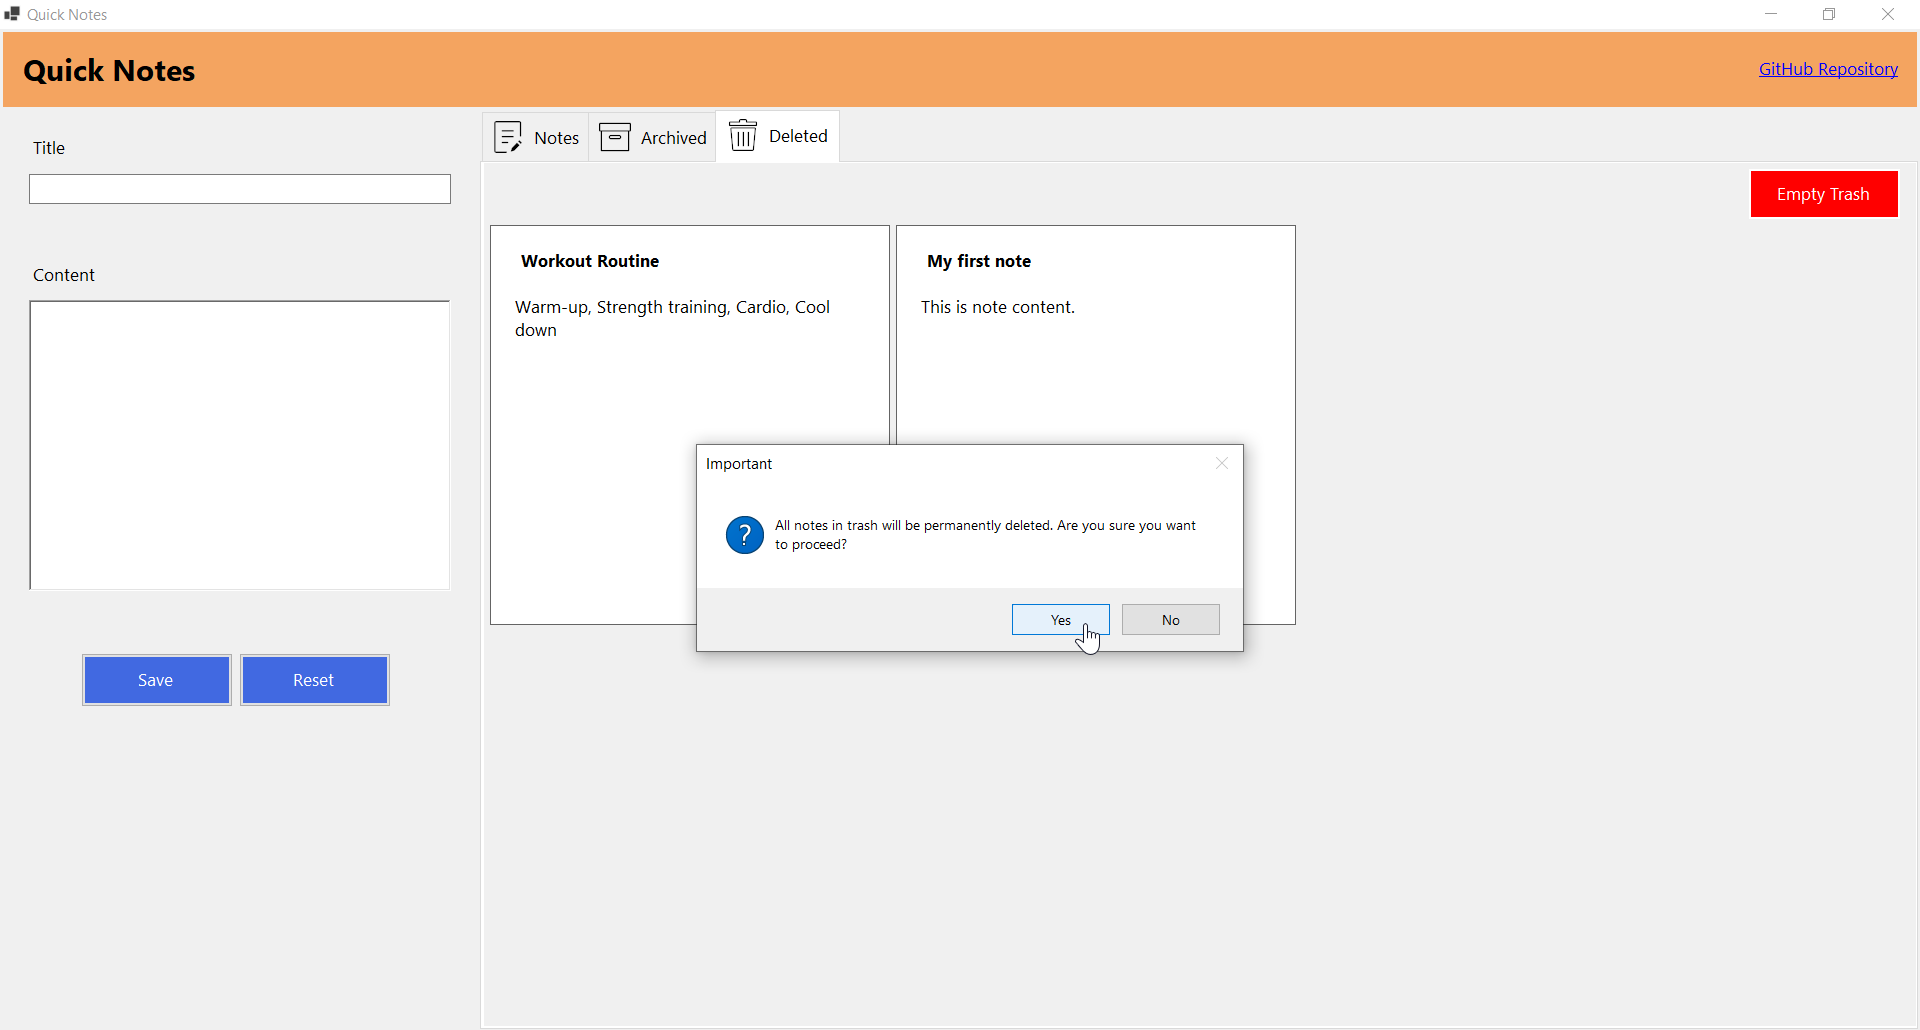 Quick Notes
Quick Notes
GitHub Repository
Title
Content
Save
Reset
Notes
Archived
Deleted
Empty Trash
Workout Routine
Warm-up, Strength training, Cardio, Cool
down
My first note
This is note content.
Important
?
All notes in trash will be permanently deleted. Are you sure you want
to proceed?
Yes
No